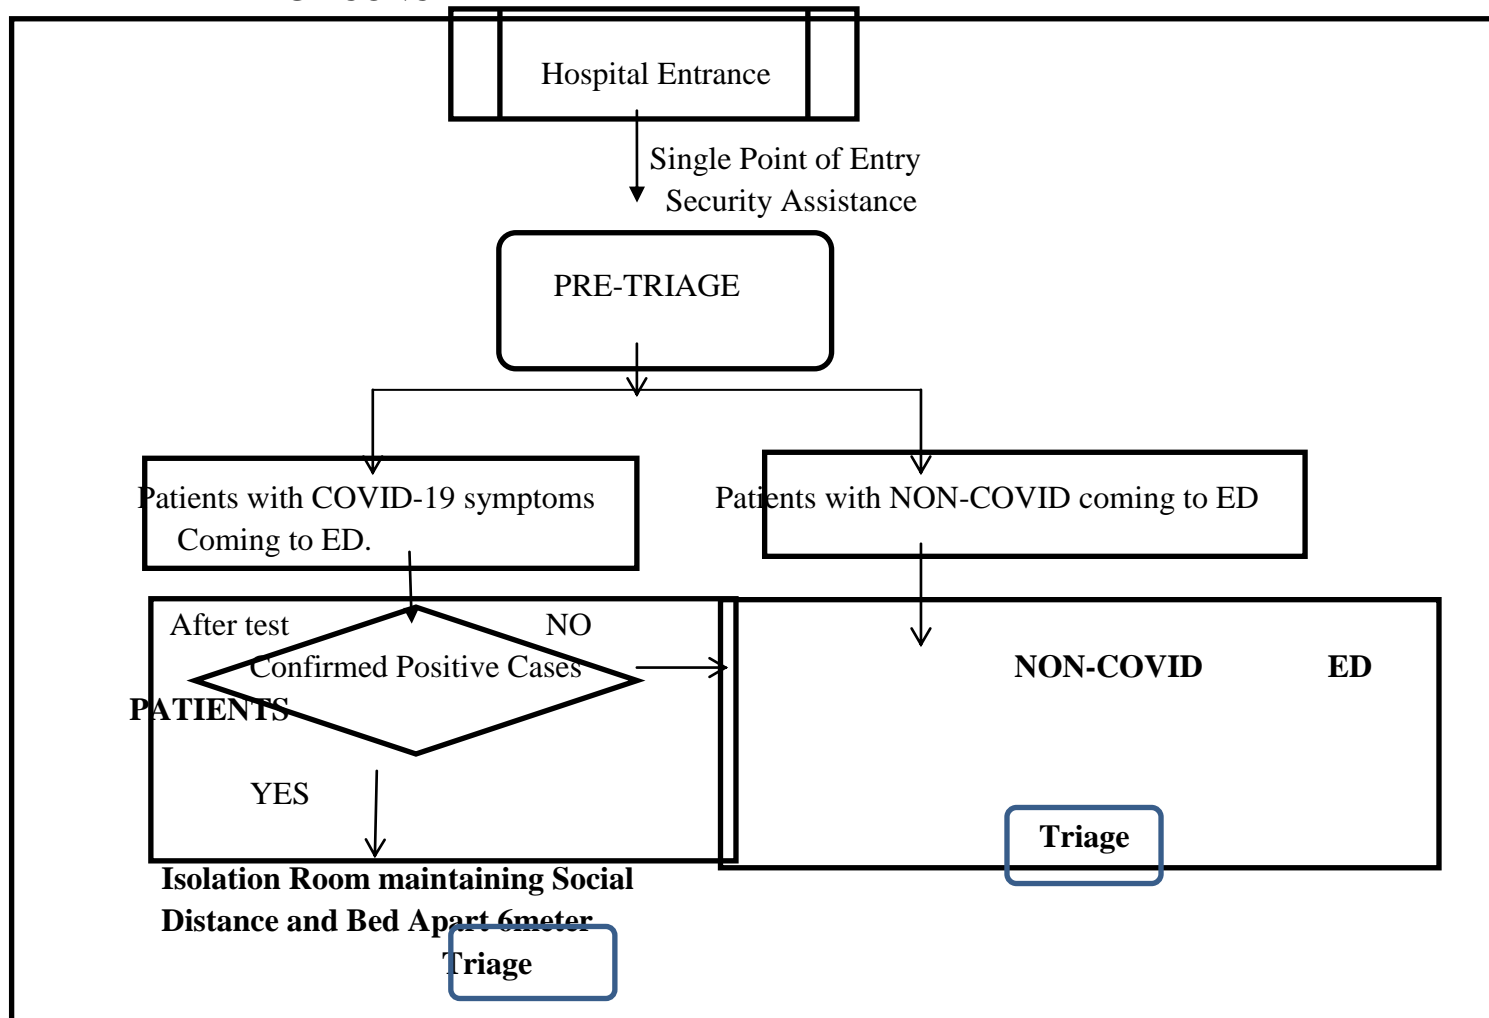 Hospital Entrance
Single Point of Entry
Security Assistance
PRE-TRIAGE
Patients with COVID-19 symptoms
Coming to ED.
Patients with NON-COVID coming to ED
After test
NO
Confirmed Positive Cases
NON-COVID ED
PATIENTS
YES
Triage
Isolation Room maintaining Social
Distance and Bed Apart 6meter
Triage